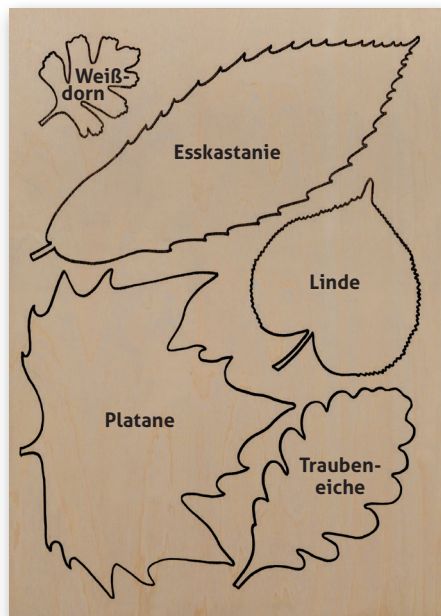 Weiß-
dorn
Esskastanie
Linde
Platane
Trauben-
eiche